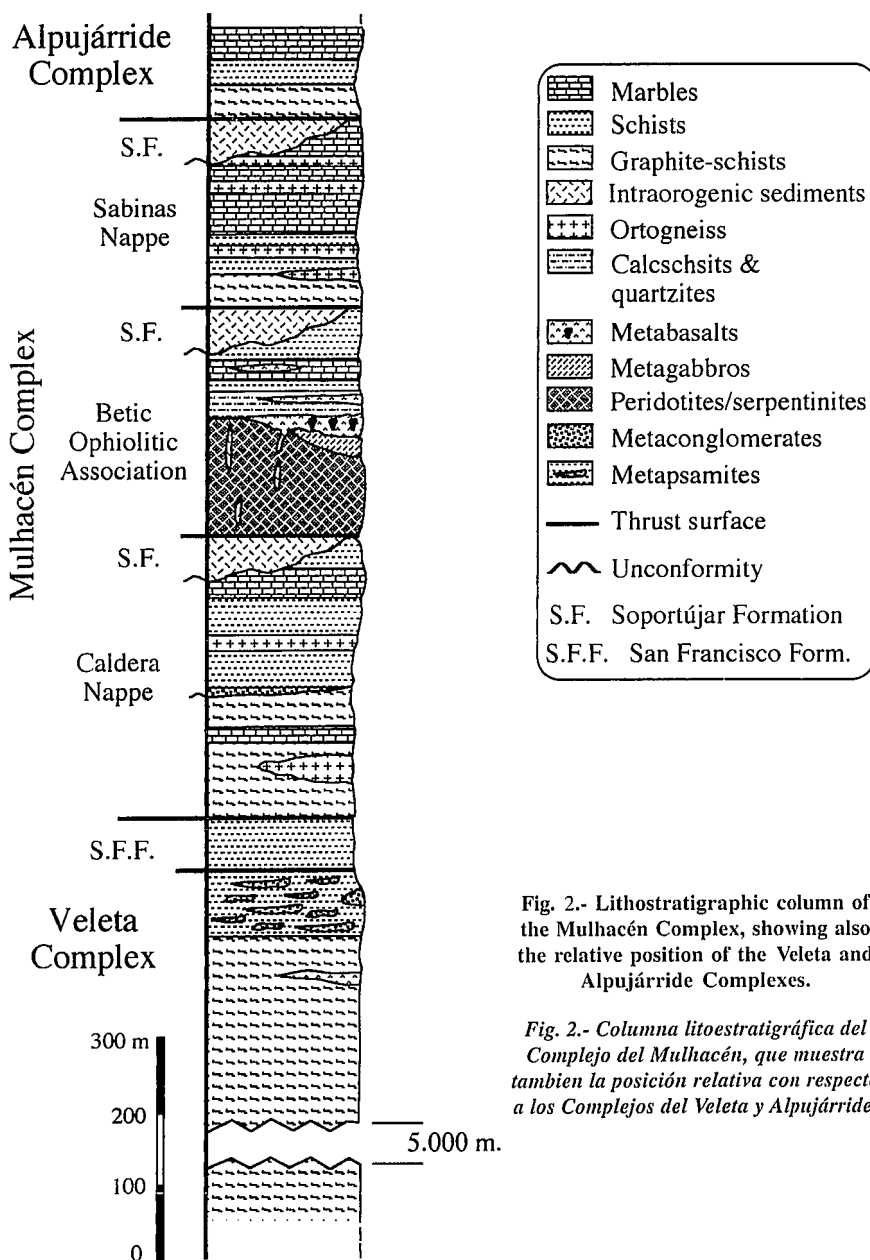 Alpujárride
Complex
S.F.
Sabinas
Nappe
S.F.
Mulhacén Complex
Betic
Ophiolitic
Association
S.F.
Caldera
Nappe
S.F.F.
Veleta
Complex
300 m
200
100
0
5.000 m.
Marbles
Schists
Graphite-schists
Intraorogenic sediments
Ortogneiss
Calcschsits &
quartzites
Metabasalts
Metagabbros
Peridotites/serpentinites
Metaconglomerates
Metapsamites
Thrust surface
Unconformity
S.F. Soportújar Formation
S.F.F. San Francisco Form.
Fig. 2.- Lithostratigraphic column of
the Mulhacén Complex, showing also
the relative position of the Veleta and
Alpujárride Complexes.
Fig. 2.- Columna litoestratigráfica del
Complejo del Mulhacén, que muestra
tambien la posición relativa con respect
a los Complejos del Veleta y Alpujárride